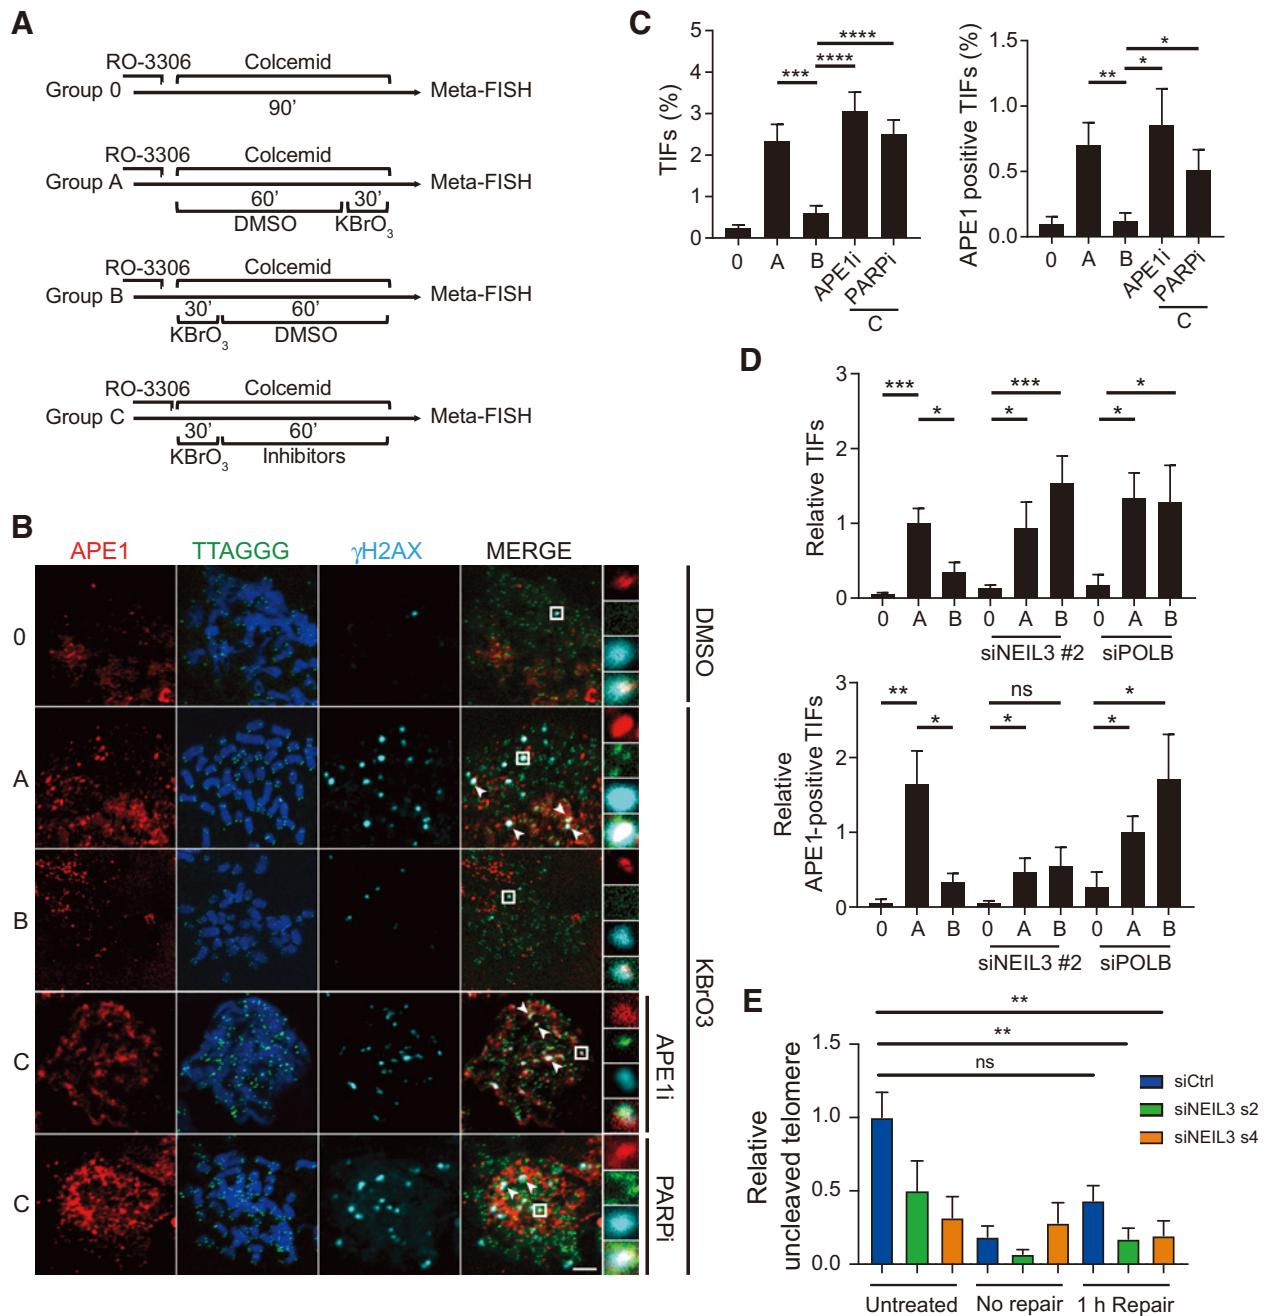 A
RO-3306 Colcemid
Group 0 Meta-FISH
90’
RO-3306 Colcemid
Group A Meta-FISH
60’ 30’
DMSO KBrO3
RO-3306 Colcemid
Group B Meta-FISH
30’ 60’
KBrO3 DMSO
RO-3306 Colcemid
Group C Meta-FISH
30’ 60’
KBrO3 Inhibitors
B
APE1 TTAGGG γH2AX MERGE
0
A
B
C
C
DMSO
KBrO3
APE1i
PARPi
C
TIFs (%)
5
4
3
2
1
0
*** **** ****
0 A B APE1i PARPi
C
APE1 positive TIFs (%)
1.5
1.0
0.5
0.0
** * *
0 A B APE1i PARPi
C
D
Relative TIFs
3
2
1
0
*** * * *** * *
0 A B 0 A B 0 A B
siNEIL3 #2 siPOLB
Relative
APE1-positive TIFs
3
2
1
0
** * * ns * *
0 A B 0 A B 0 A B
siNEIL3 #2 siPOLB
E
Relative
uncleaved telomere
1.5
1.0
0.5
0.0
**
**
ns
siCtrl
siNEIL3 s2
siNEIL3 s4
Untreated No repair 1 h Repair